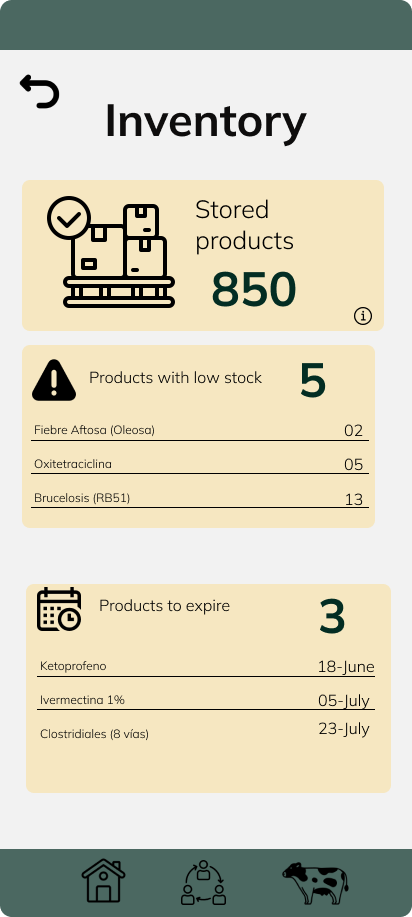 Inventory
Stored
products
850
Products with low stock 5
Fiebre Aftosa (Oleosa) 02
Oxitetraciclina 05
Brucelosis (RB51) 13
Products to expire 3
Ketoprofeno 18-June
Ivermectina 1% 05-July
Clostridiales (8 vías) 23-July